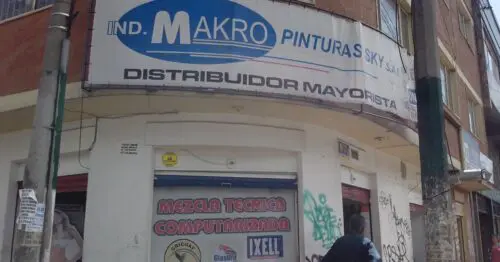 IND. MAKRO PINTURAS SKY
DISTRIBUIDOR MAYORISTA
MEZCLA TECNICA
COMPUTARIZADA
IXELL